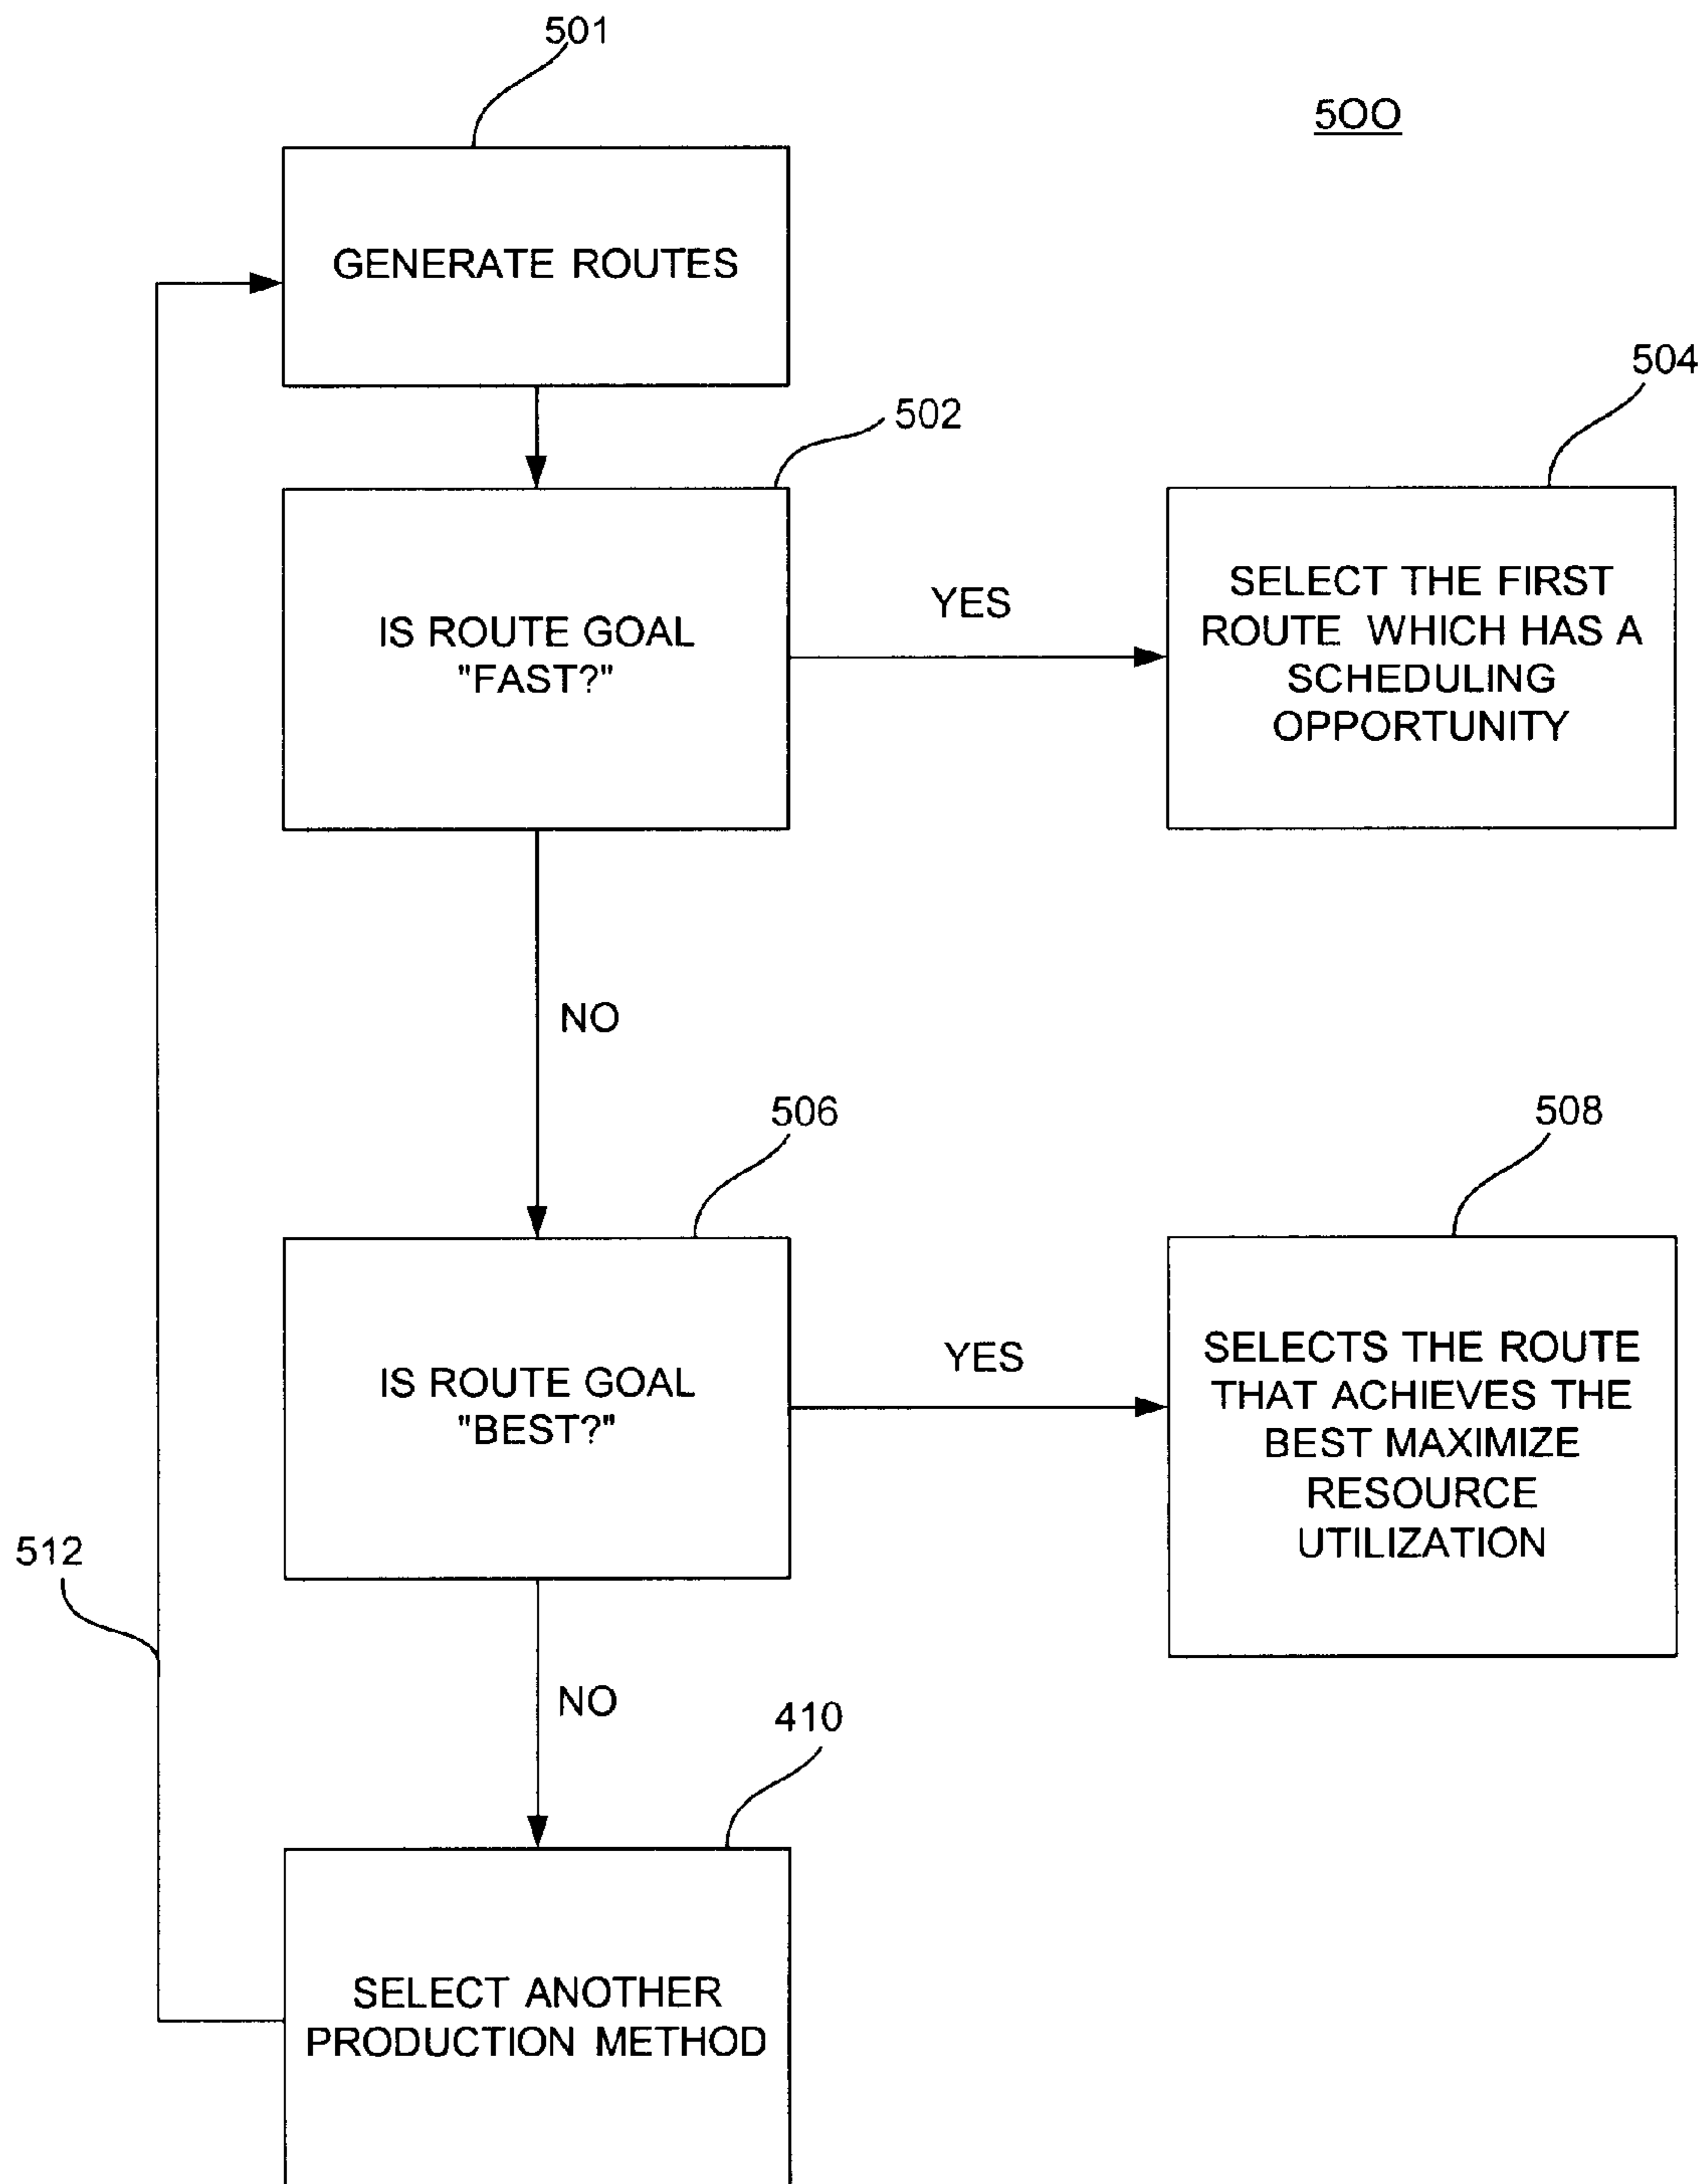 501
500
GENERATE ROUTES
504
502
IS ROUTE GOAL
"FAST?"
YES
SELECT THE FIRST
ROUTE WHICH HAS A
SCHEDULING
OPPORTUNITY
NO
506
508
IS ROUTE GOAL
"BEST?"
YES
SELECTS THE ROUTE
THAT ACHIEVES THE
BEST MAXIMIZE
RESOURCE
UTILIZATION
512
NO
410
SELECT ANOTHER
PRODUCTION METHOD